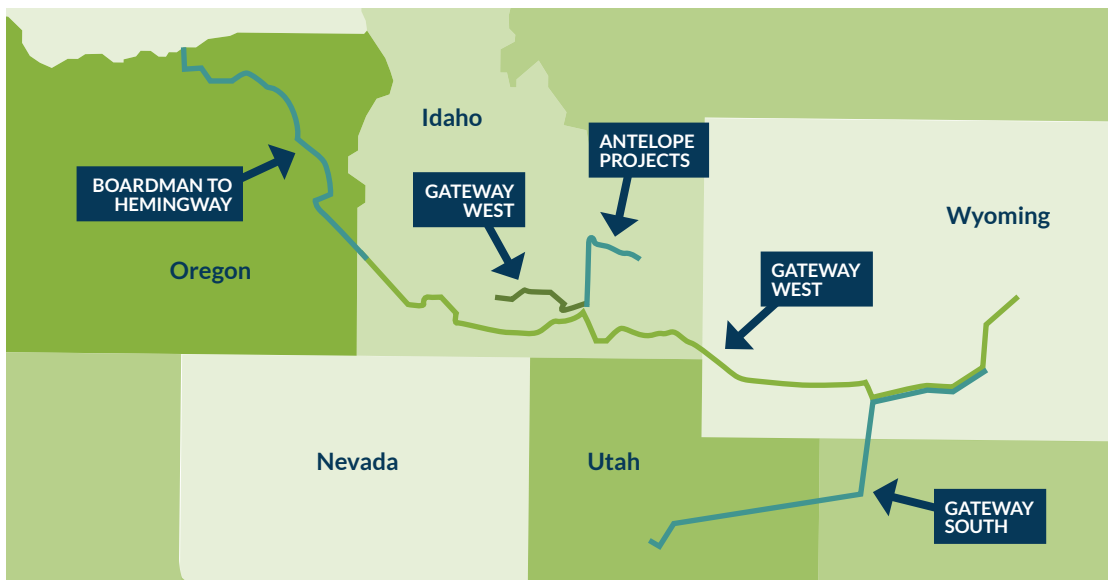 Idaho
ANTELOPE
PROJECTS
BOARDMAN TO
HEMINGWAY
GATEWAY
WEST
Wyoming
Oregon
GATEWAY
WEST
Nevada
Utah
GATEWAY
SOUTH